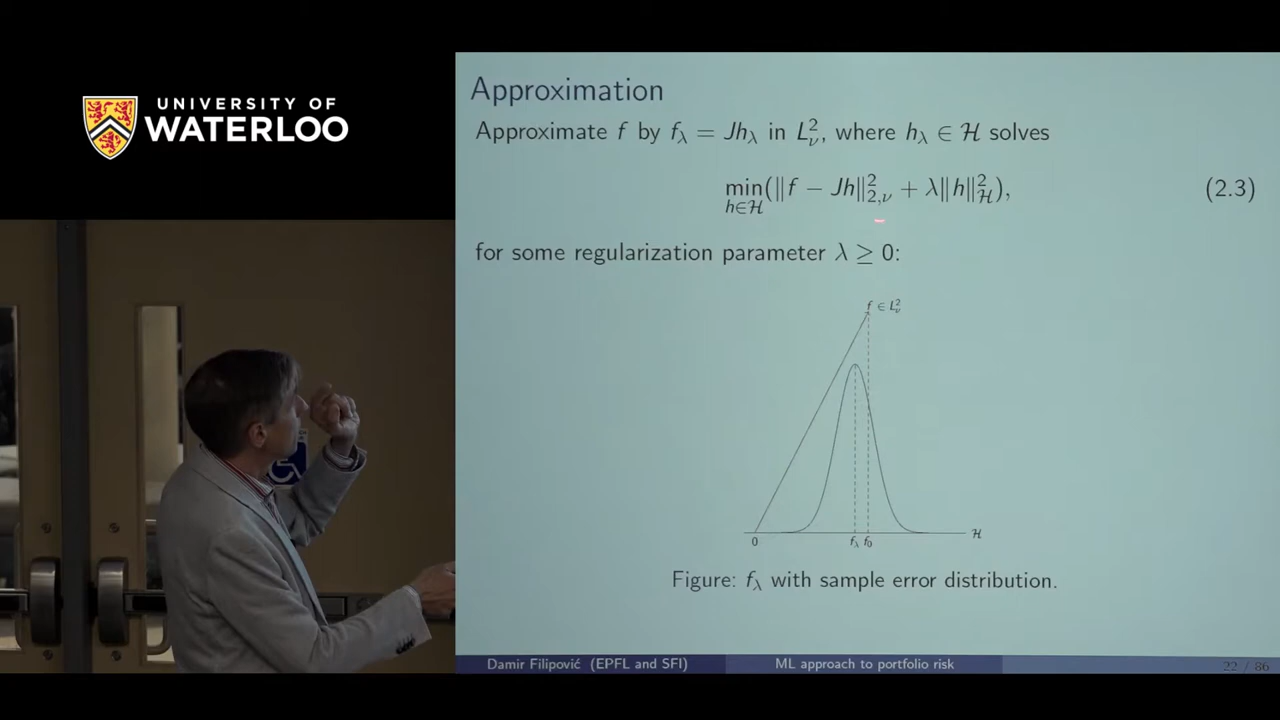 UNIVERSITY OF
WATERLOO
Approximation
Approximate f by f_λ = Jh_λ in L²_ν, where h_λ ∈ ℋ solves
min_{h∈ℋ}(‖f − Jh‖²_{2,ν} + λ‖h‖²_ℋ), (2.3)
for some regularization parameter λ ≥ 0:
f ∈ L²_ν
0 f_λ f_0 ℋ
Figure: f_λ with sample error distribution.
Damir Filipović (EPFL and SFI) ML approach to portfolio risk 22 / 86